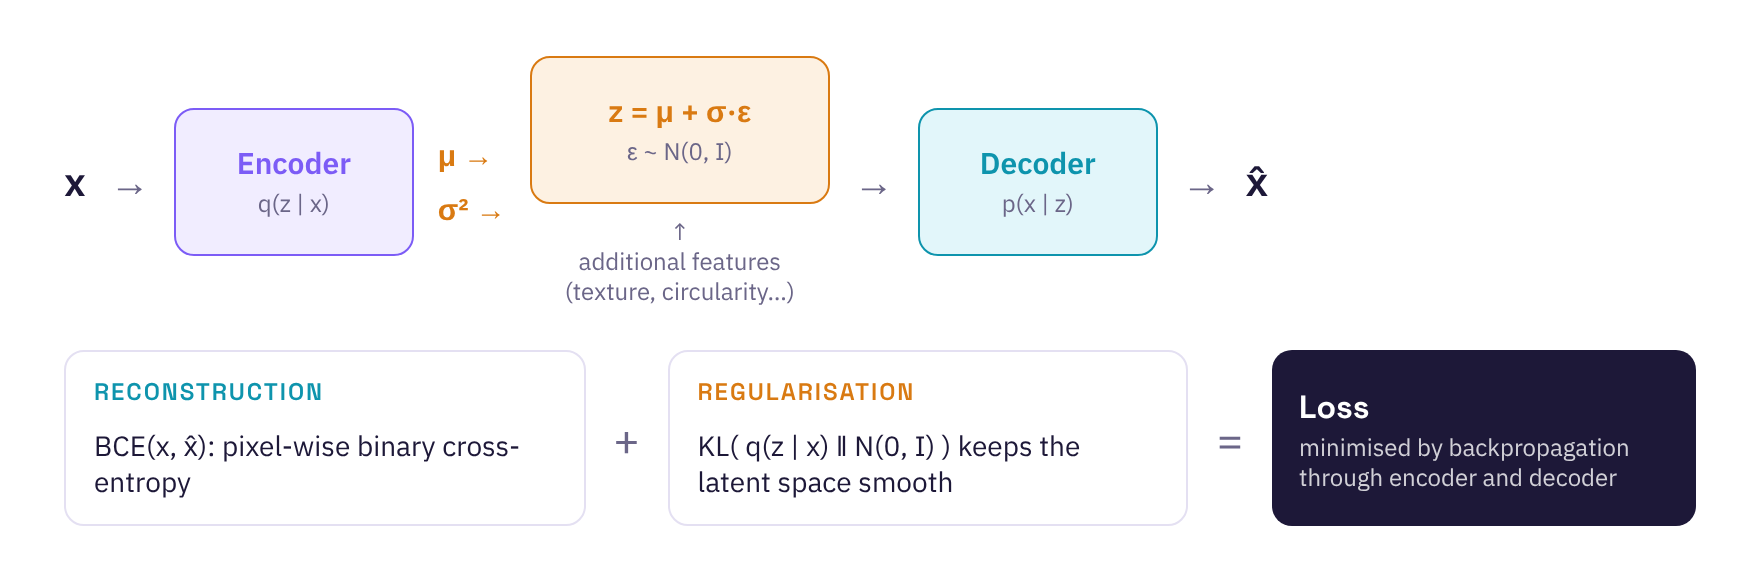 x → Encoder
q(z | x)
μ →
σ² →
z = μ + σ·ε
ε ~ N(0, I)
↑
additional features
(texture, circularity...)
→
Decoder
p(x | z)
→ x̂
RECONSTRUCTION
BCE(x, x̂): pixel-wise binary cross-
entropy
+
REGULARISATION
KL( q(z | x) ‖ N(0, I) ) keeps the
latent space smooth
=
Loss
minimised by backpropagation
through encoder and decoder